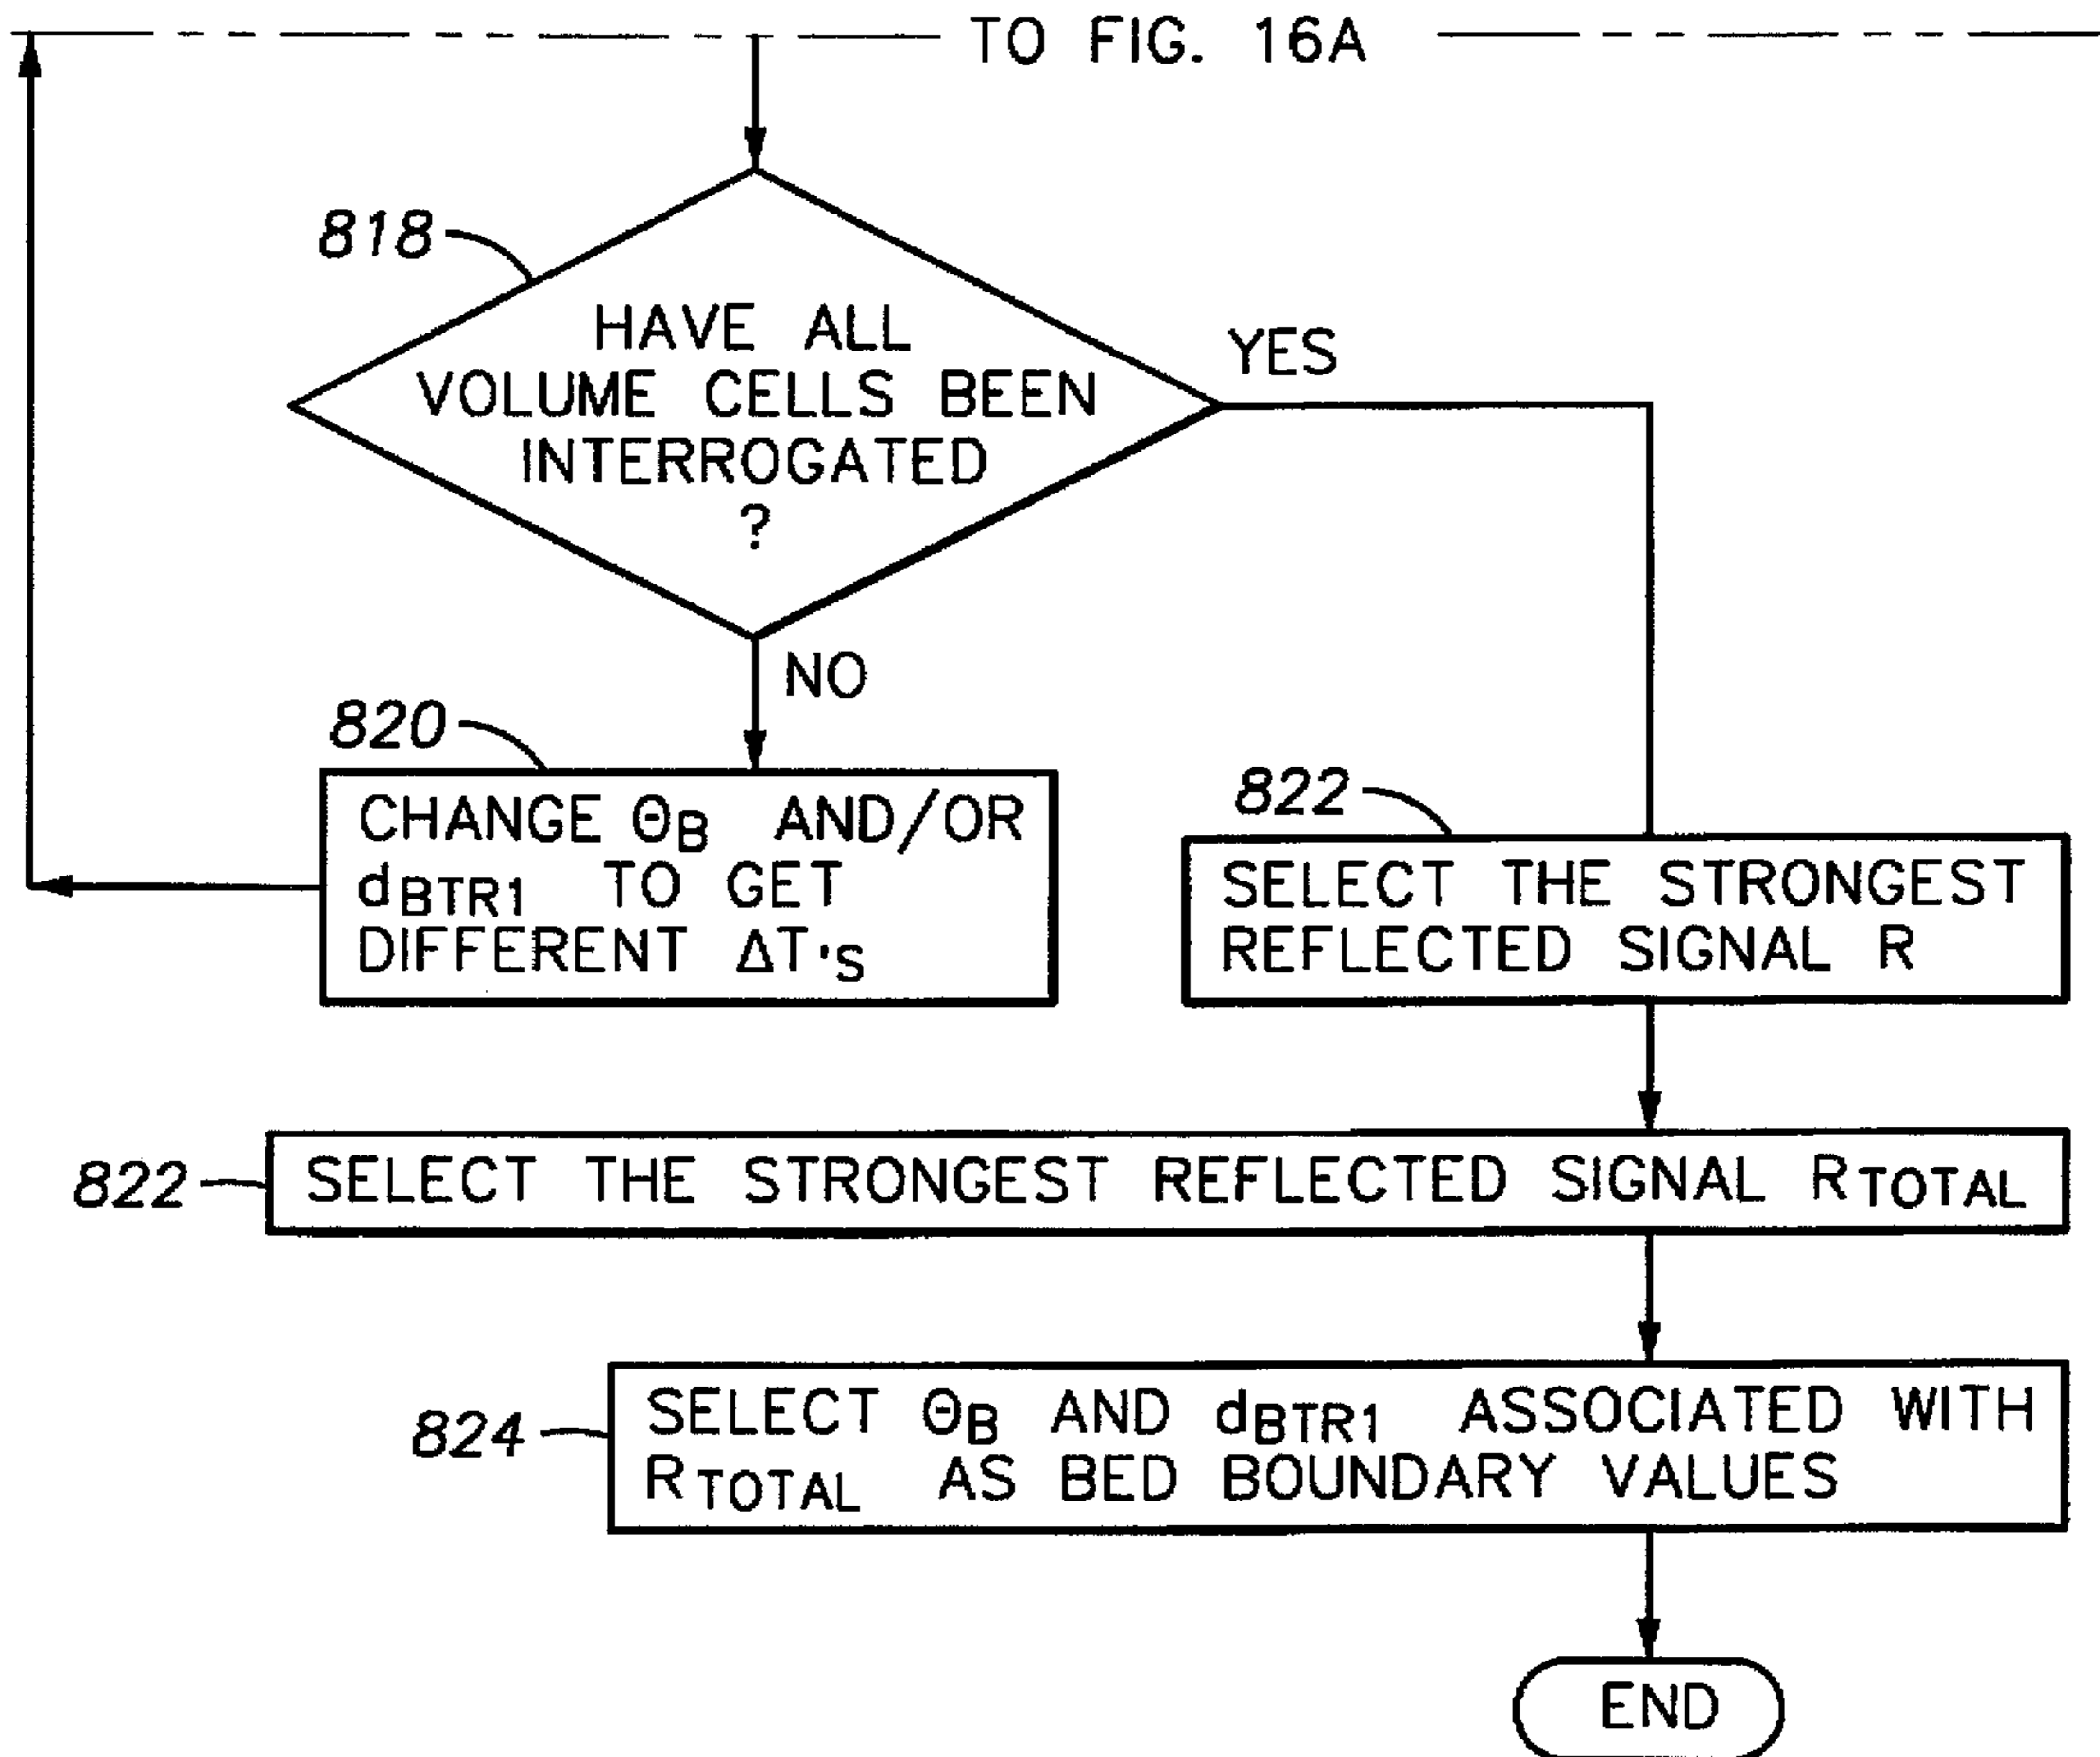 TO FIG. 16A
818
HAVE ALL
VOLUME CELLS BEEN
INTERROGATED
?
YES
NO
820
CHANGE ΘB AND/OR
dBTR1 TO GET
DIFFERENT ΔT'S
822
SELECT THE STRONGEST
REFLECTED SIGNAL R
822
SELECT THE STRONGEST REFLECTED SIGNAL RTOTAL
824
SELECT ΘB AND dBTR1 ASSOCIATED WITH
RTOTAL AS BED BOUNDARY VALUES
END